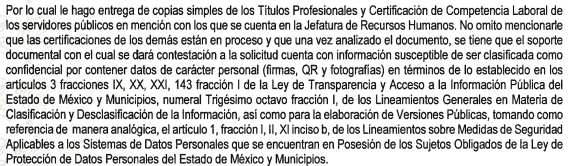 Por lo cual le hago entrega de copias simples de los Títulos Profesionales y Certificación de Competencia Laboral de
los servidores públicos en mención con los que se cuenta en la Jefatura de Recursos Humanos. No omito mencionarle
que las certificaciones de los demás están en proceso y que una vez analizado el documento, se tiene que el soporte
documental con el cual se dará contestación a la solicitud cuenta con información susceptible de ser clasificada como
confidencial por contener datos de carácter personal (firmas, QR y fotografías) en términos de lo establecido en los
artículos 3 fracciones IX, XX, XXI, 143 fracción I de la Ley de Transparencia y Acceso a la Información Pública del
Estado de México y Municipios, numeral Trigésimo octavo fracción I, de los Lineamientos Generales en Materia de
Clasificación y Desclasificación de la Información, así como para la elaboración de Versiones Públicas, tomando como
referencia de manera analógica, el artículo 1, fracción I, II, XI inciso b, de los Lineamientos sobre Medidas de Seguridad
Aplicables a los Sistemas de Datos Personales que se encuentran en Posesión de los Sujetos Obligados de la Ley de
Protección de Datos Personales del Estado de México y Municipios.